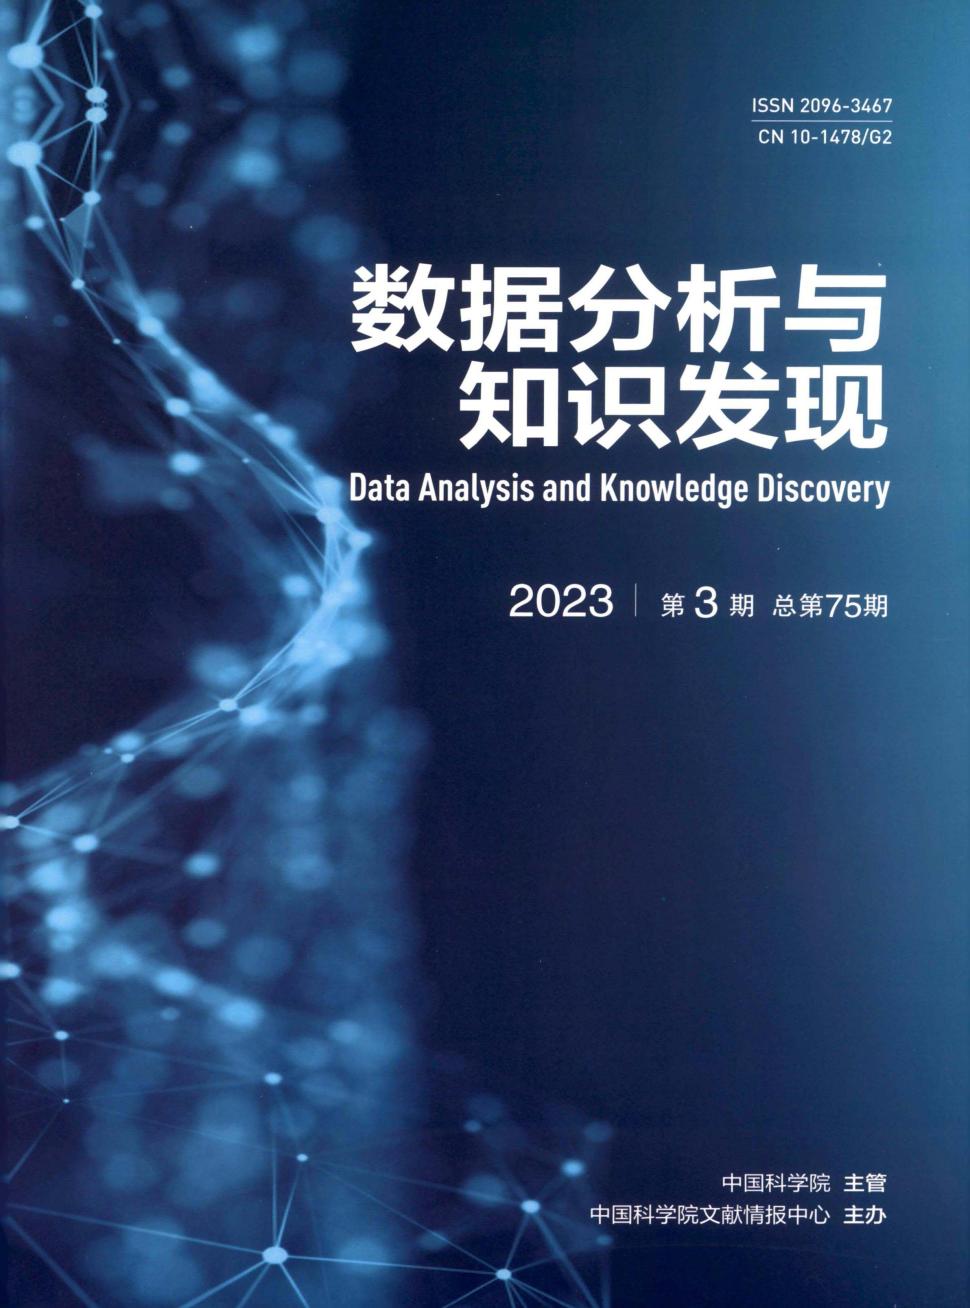 ISSN 2096-3467
CN 10-1478/G2
数据分析与
知识发现
Data Analysis and Knowledge Discovery
2023 | 第 3 期 总第75期
中国科学院 主管
中国科学院文献情报中心 主办